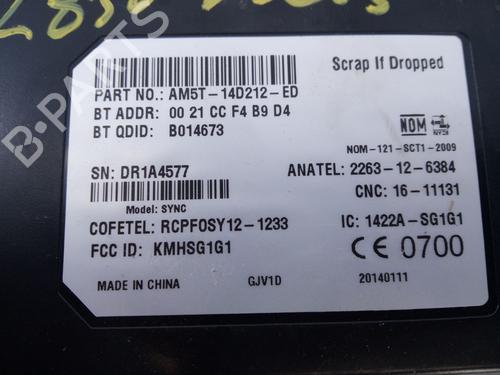 B-PARTS
Scrap If Dropped
PART NO.: AM5T-14D212-ED
BT ADDR: 00 21 CC F4 B9 D4
BT QDID: B014673
NOM
NYCE
NOM-121-SCT1-2009
SN: DR1A4577
ANATEL: 2263-12-6384
Model: SYNC
CNC: 16-11131
COFETEL: RCPFOSY12-1233
IC: 1422A-SG1G1
FCC ID: KMHSG1G1
CE 0700
MADE IN CHINA
GJV1D
20140111